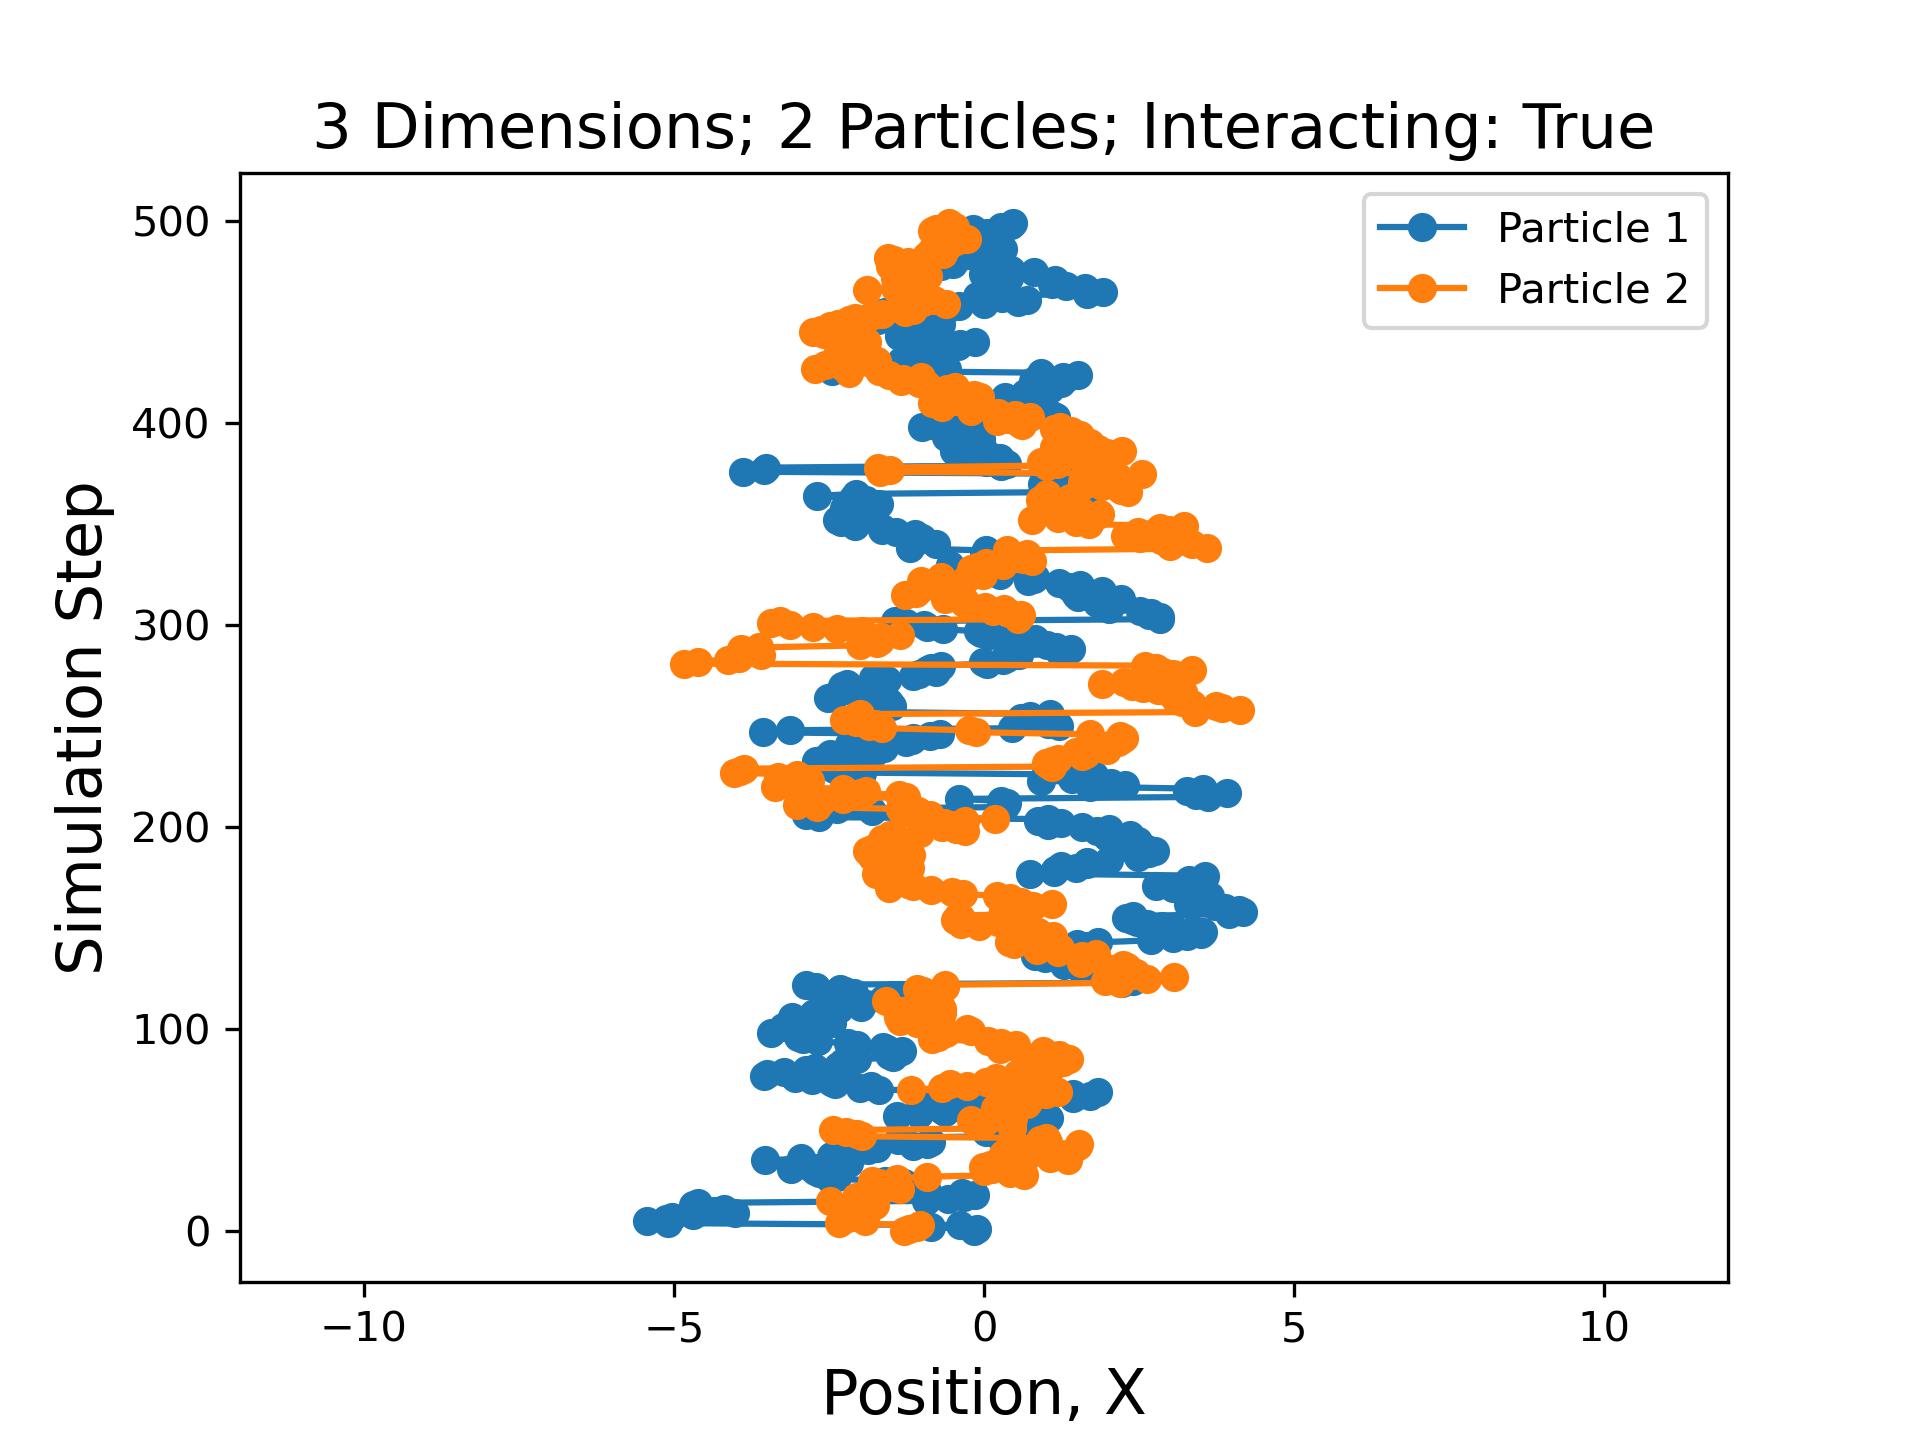 3 Dimensions; 2 Particles; Interacting: True
Particle 1
Particle 2
Simulation Step
500
400
300
200
100
0
−10
−5
0
5
10
Position, X